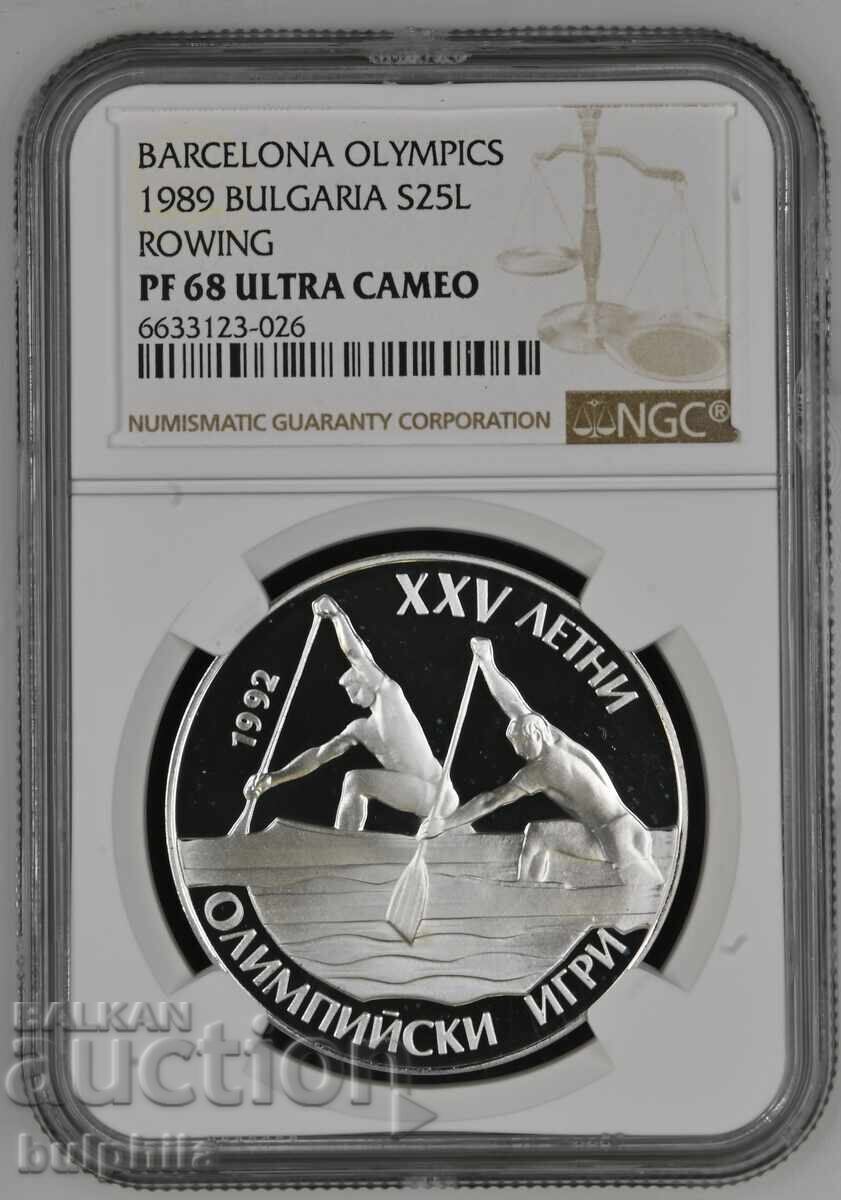 BARCELONA OLYMPICS
1989 BULGARIA S25L
ROWING
PF 68 ULTRA CAMEO
6633123-026
NUMISMATIC GUARANTY CORPORATION
NGC®
XXV ЛЕТНИ
1992
ОЛИМПИЙСКИ ИГРИ
BALKAN
auction
bulphila